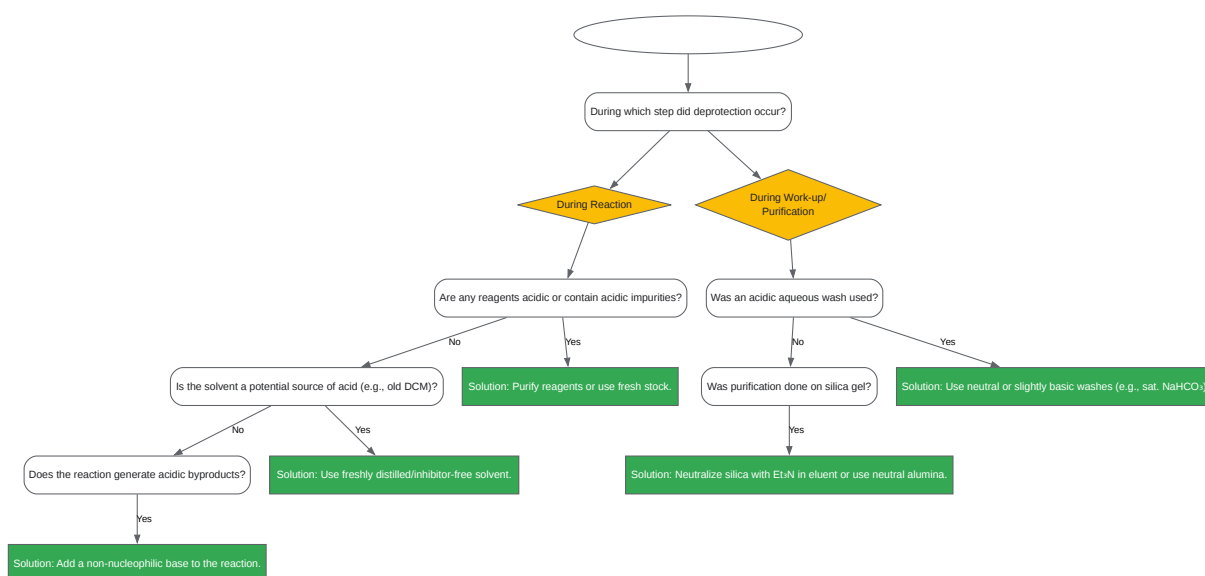 During which step did deprotection occur?
During Reaction
During Work-up/
Purification
Are any reagents acidic or contain acidic impurities?
Was an acidic aqueous wash used?
No
Yes
No
Yes
Is the solvent a potential source of acid (e.g., old DCM)?
Solution: Purify reagents or use fresh stock.
Was purification done on silica gel?
Solution: Use neutral or slightly basic washes (e.g., sat. NaHCO₃)
No
Yes
Yes
Does the reaction generate acidic byproducts?
Solution: Use freshly distilled/inhibitor-free solvent.
Solution: Neutralize silica with Et₃N in eluent or use neutral alumina.
Yes
Solution: Add a non-nucleophilic base to the reaction.